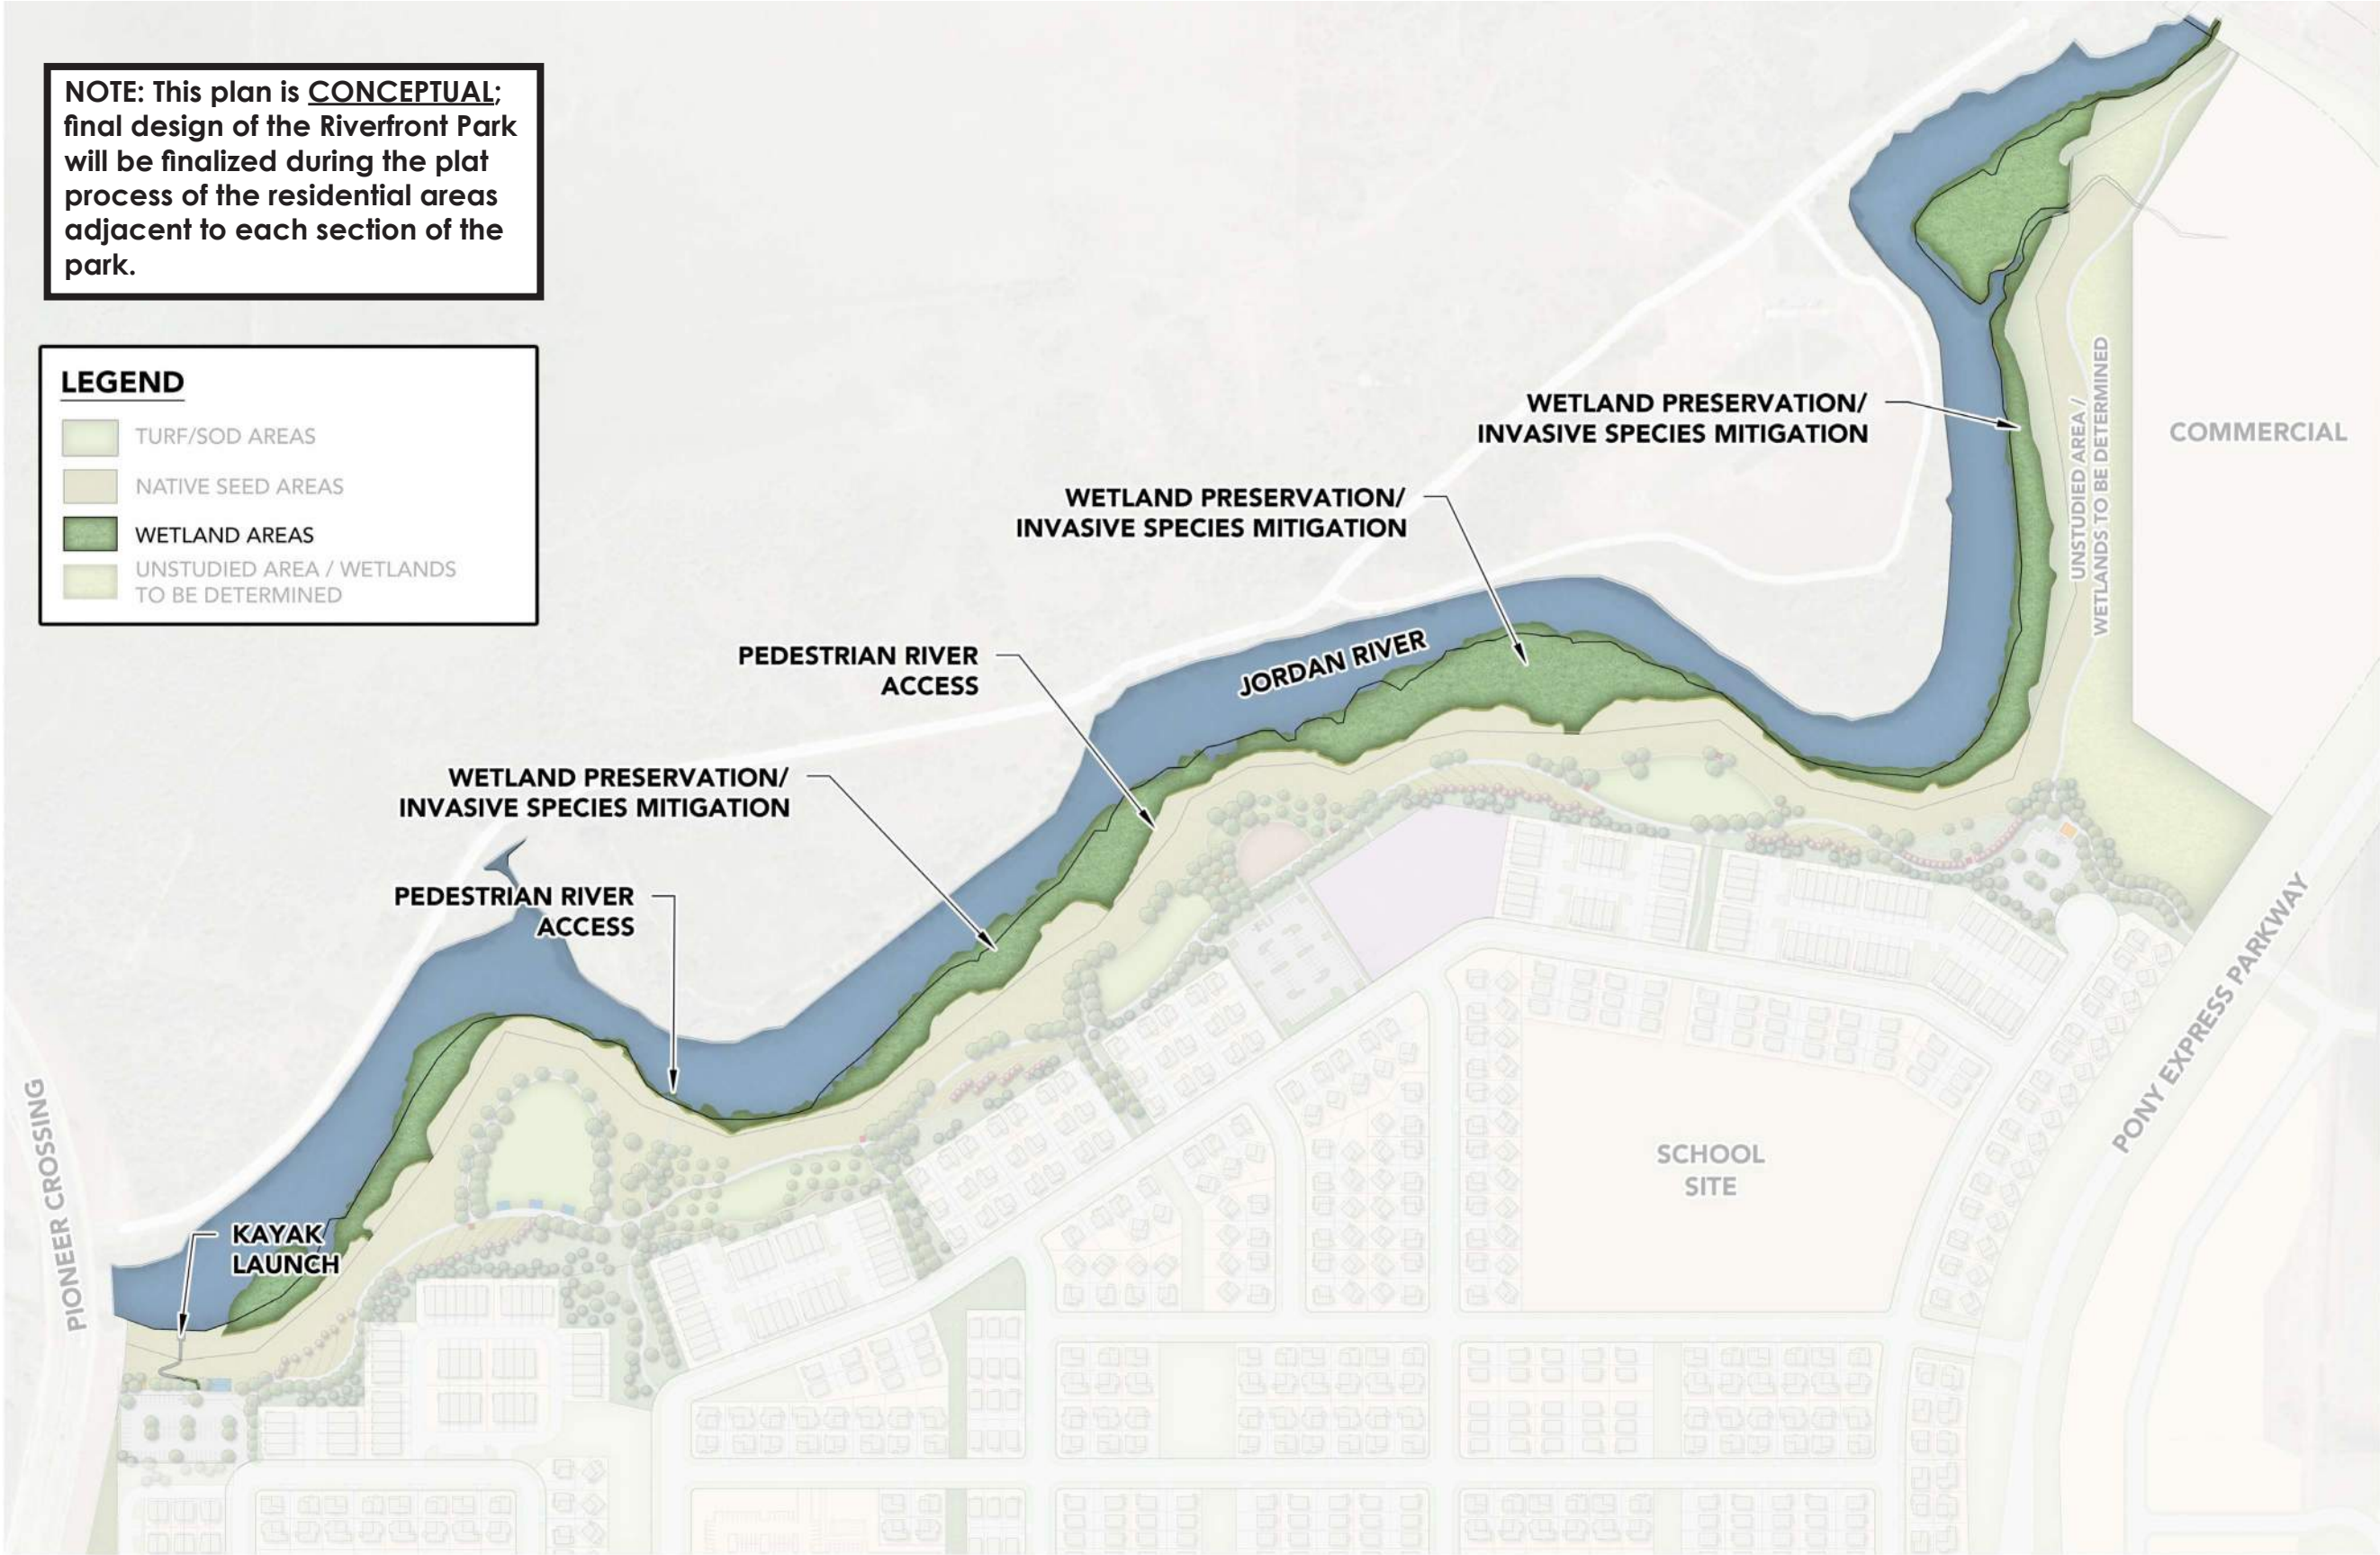 NOTE: This plan is CONCEPTUAL;
final design of the Riverfront Park
will be finalized during the plat
process of the residential areas
adjacent to each section of the
park.
LEGEND
TURF/SOD AREAS
NATIVE SEED AREAS
WETLAND AREAS
UNSTUDIED AREA / WETLANDS
TO BE DETERMINED
WETLAND PRESERVATION/
INVASIVE SPECIES MITIGATION
COMMERCIAL
UNSTUDIED AREA /
WETLANDS TO BE DETERMINED
WETLAND PRESERVATION/
INVASIVE SPECIES MITIGATION
PEDESTRIAN RIVER
ACCESS
JORDAN RIVER
WETLAND PRESERVATION/
INVASIVE SPECIES MITIGATION
PEDESTRIAN RIVER
ACCESS
PONY EXPRESS PARKWAY
SCHOOL
SITE
PIONEER CROSSING
KAYAK
LAUNCH